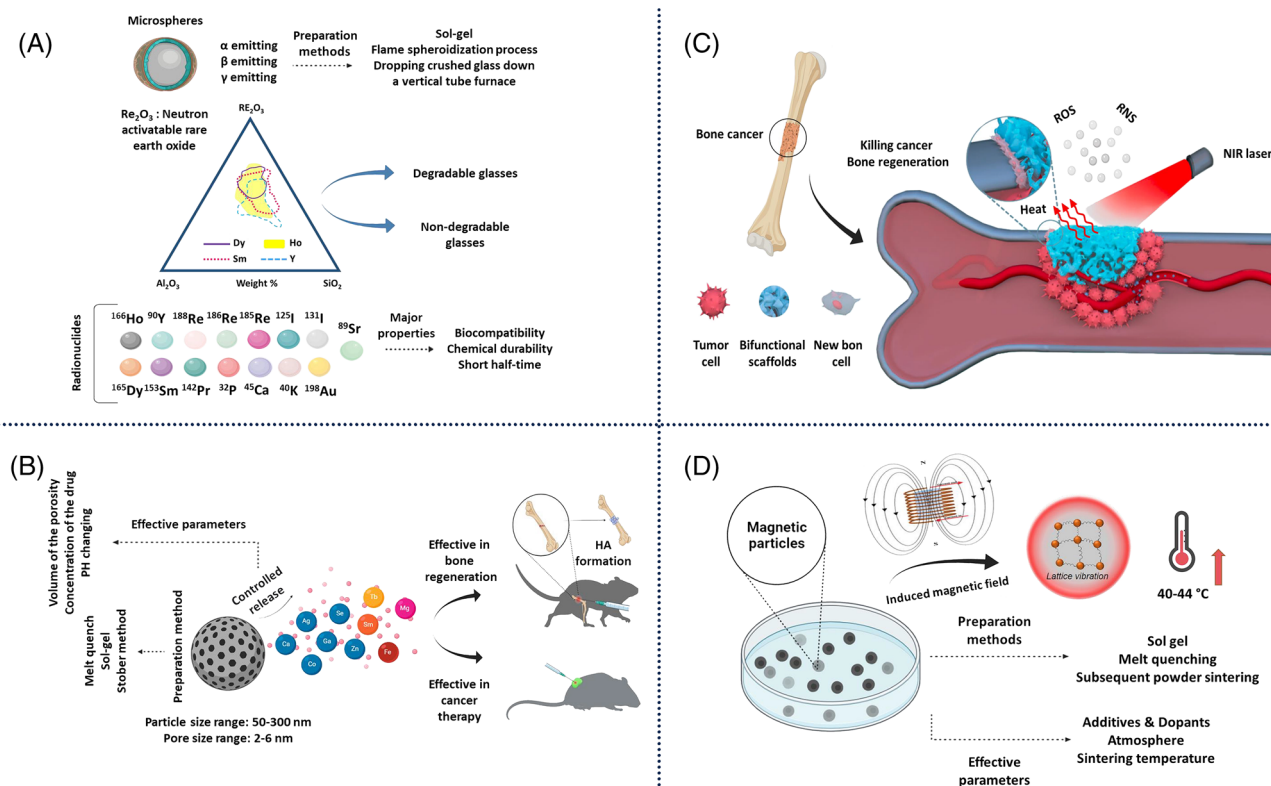 (A)
Microspheres
α emitting
β emitting
γ emitting
Preparation
methods
Sol-gel
Flame spheroidization process
Dropping crushed glass down
a vertical tube furnace
Re₂O₃ : Neutron
activatable rare
earth oxide
RE₂O₃
Dy
Ho
Sm
Y
Al₂O₃
Weight %
SiO₂
Degradable glasses
Non-degradable
glasses
Radionuclides
¹⁶⁶Ho ⁹⁰Y ¹⁸⁸Re ¹⁸⁶Re ¹⁸⁵Re ¹²⁵I ¹³¹I
⁸⁹Sr
¹⁶⁵Dy ¹⁵³Sm ¹⁴²Pr ³²P ⁴⁵Ca ⁴⁰K ¹⁹⁸Au
Major
properties
Biocompatibility
Chemical durability
Short half-time
(C)
Bone cancer
Killing cancer
Bone regeneration
ROS
RNS
NIR laser
Heat
Tumor
cell
Bifunctional
scaffolds
New bon
cell
(B)
Volume of the porosity
Concentration of the drug
PH changing
Effective parameters
Melt quench
Sol-gel
Stober method
Preparation method
Controlled
release
Ca
Ag
Co
Ga
Se
Zn
Tb
Sm
Fe
Mg
Effective in
bone
regeneration
HA
formation
Effective in
cancer
therapy
Particle size range: 50-300 nm
Pore size range: 2-6 nm
(D)
Magnetic
particles
N
S
Induced magnetic field
Lattice vibration
40-44 °C
Preparation
methods
Sol gel
Melt quenching
Subsequent powder sintering
Effective
parameters
Additives & Dopants
Atmosphere
Sintering temperature